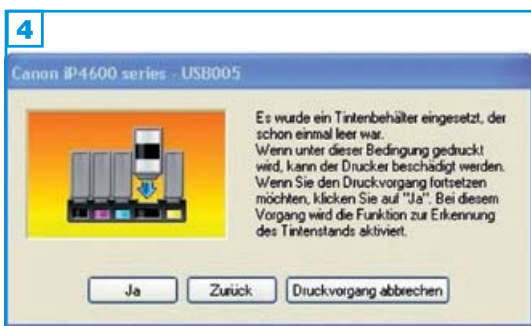 4
Canon iP4600 series - USB005
Es wurde ein Tintenbehälter eingesetzt, der
schon einmal leer war.
Wenn unter dieser Bedingung gedruckt
wird, kann der Drucker beschädigt werden.
Wenn Sie den Druckvorgang fortsetzen
möchten, klicken Sie auf "Ja". Bei diesem
Vorgang wird die Funktion zur Erkennung
des Tintenstands aktiviert.
Ja
Zurück
Druckvorgang abbrechen